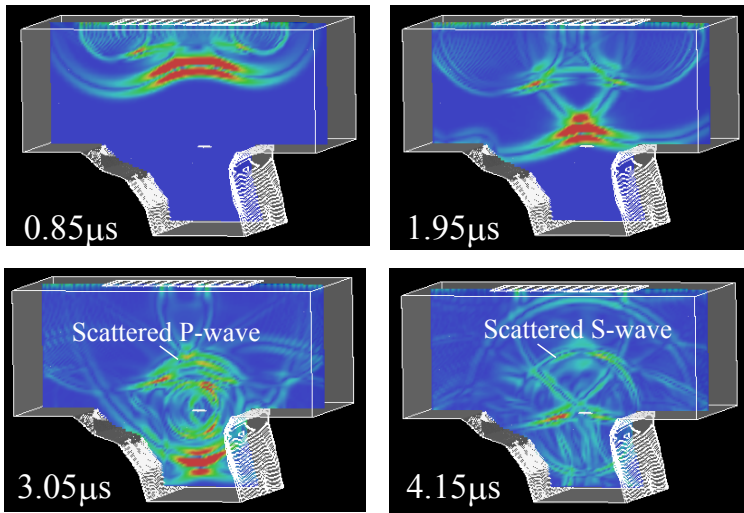 0.85μs
1.95μs
Scattered P-wave
3.05μs
Scattered S-wave
4.15μs